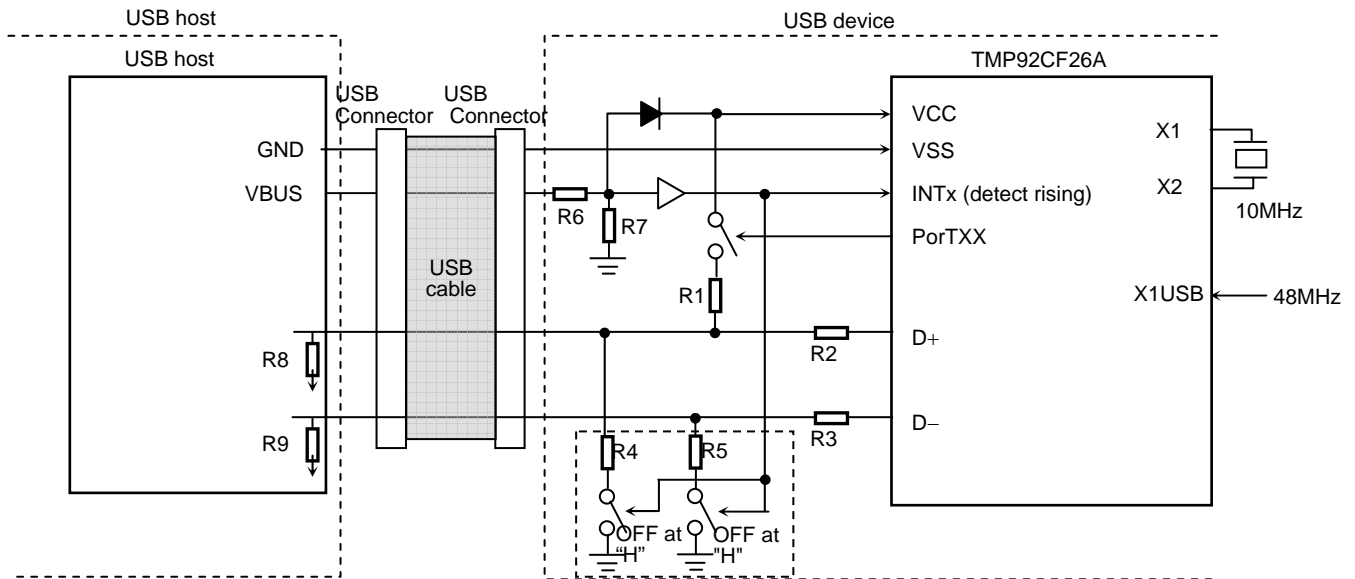 USB host
USB device
USB host
TMP92CF26A
USB
Connector
USB
Connector
VCC
X1
GND
VSS
VBUS
INTx (detect rising)
X2
R6
R7
10MHz
PorTXX
USB
cable
R1
X1USB
48MHz
R8
R2
D+
R9
R3
D−
R4
R5
OFF at
“H”
OFF at
"H"